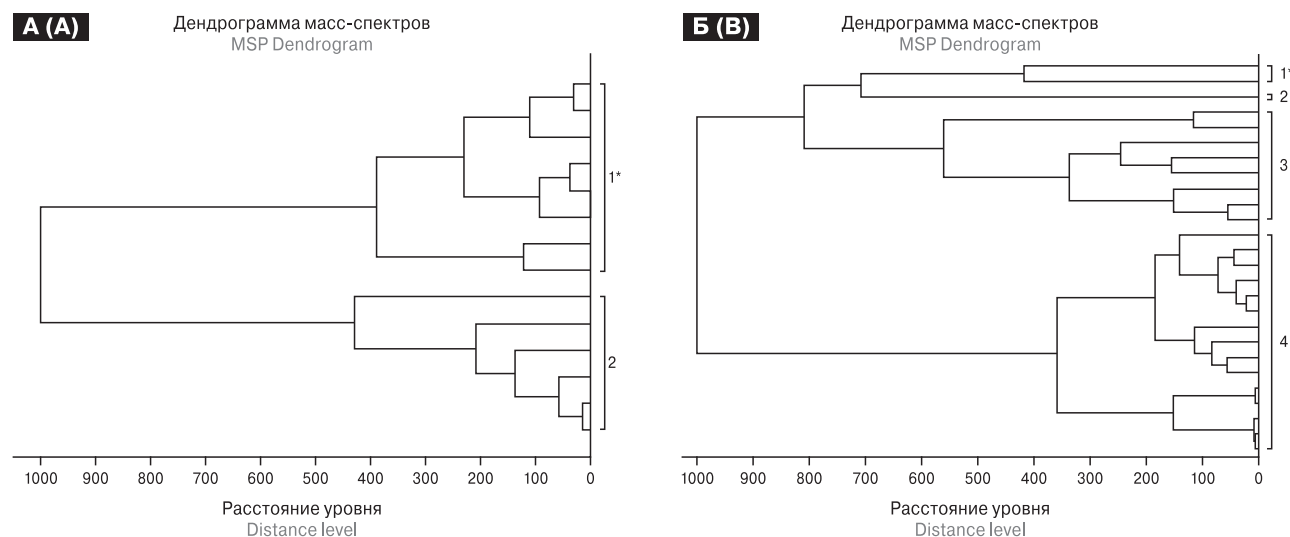 А (A)
Дендрограмма масс-спектров
MSP Dendrogram
1*
2
1000 900 800 700 600 500 400 300 200 100 0
Расстояние уровня
Distance level
Б (B)
Дендрограмма масс-спектров
MSP Dendrogram
1*
2
3
4
1000 900 800 700 600 500 400 300 200 100 0
Расстояние уровня
Distance level